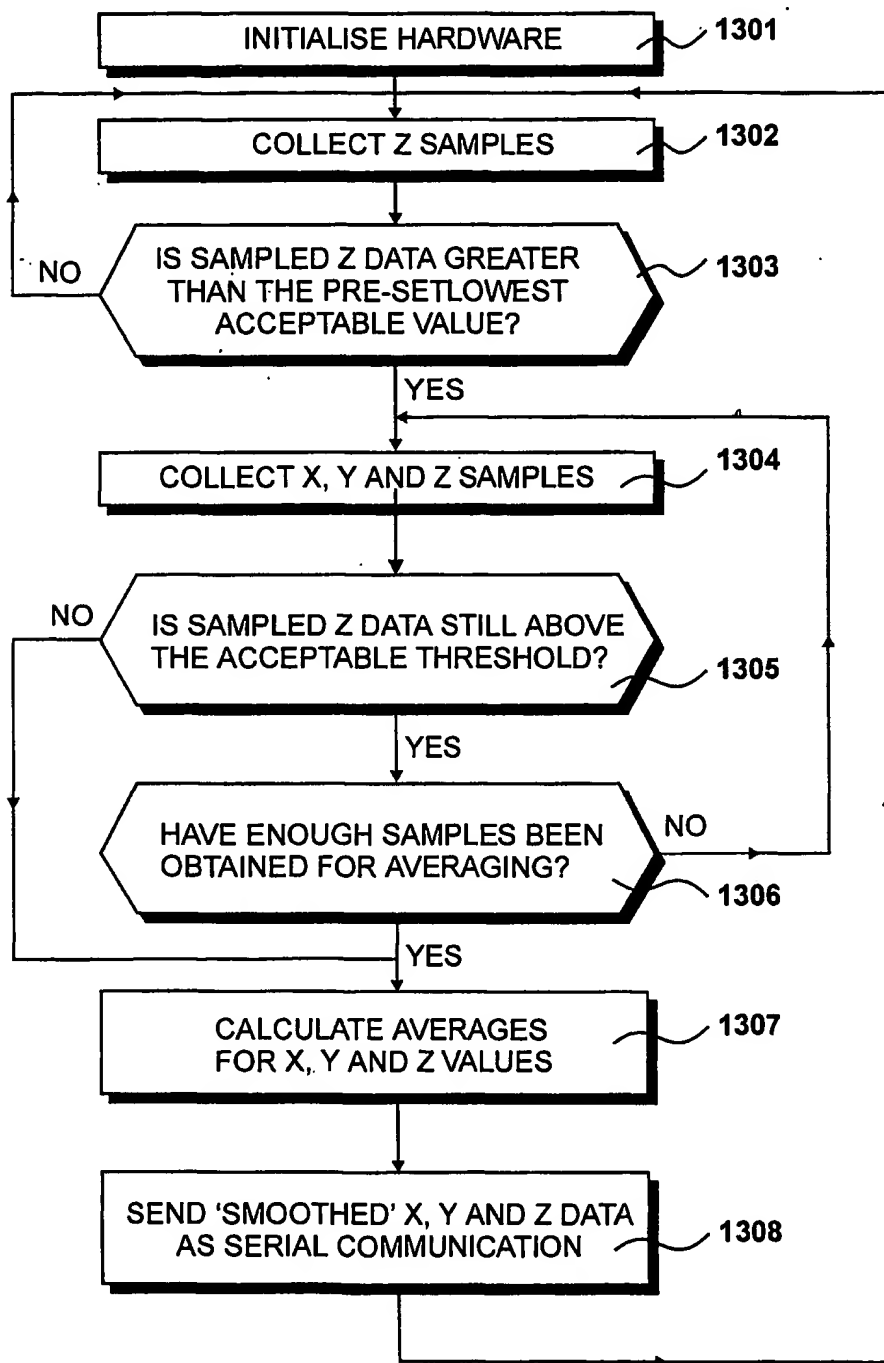 INITIALISE HARDWARE
1301
COLLECT Z SAMPLES
1302
IS SAMPLED Z DATA GREATER
THAN THE PRE-SETLOWEST
ACCEPTABLE VALUE?
1303
NO
YES
COLLECT X, Y AND Z SAMPLES
1304
NO
IS SAMPLED Z DATA STILL ABOVE
THE ACCEPTABLE THRESHOLD?
1305
YES
HAVE ENOUGH SAMPLES BEEN
OBTAINED FOR AVERAGING?
NO
1306
YES
CALCULATE AVERAGES
FOR X, Y AND Z VALUES
1307
SEND ‘SMOOTHED’ X, Y AND Z DATA
AS SERIAL COMMUNICATION
1308